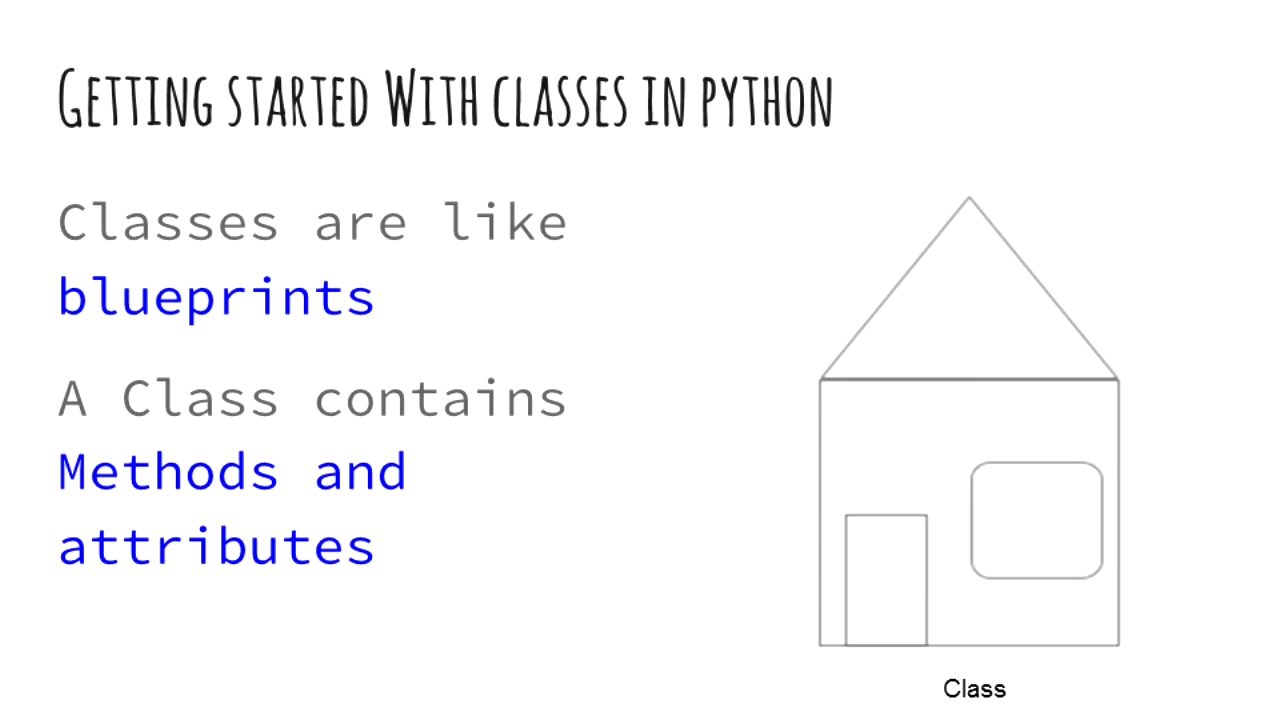 Getting started With classes in python
Classes are like
blueprints
A Class contains
Methods and
attributes
Class